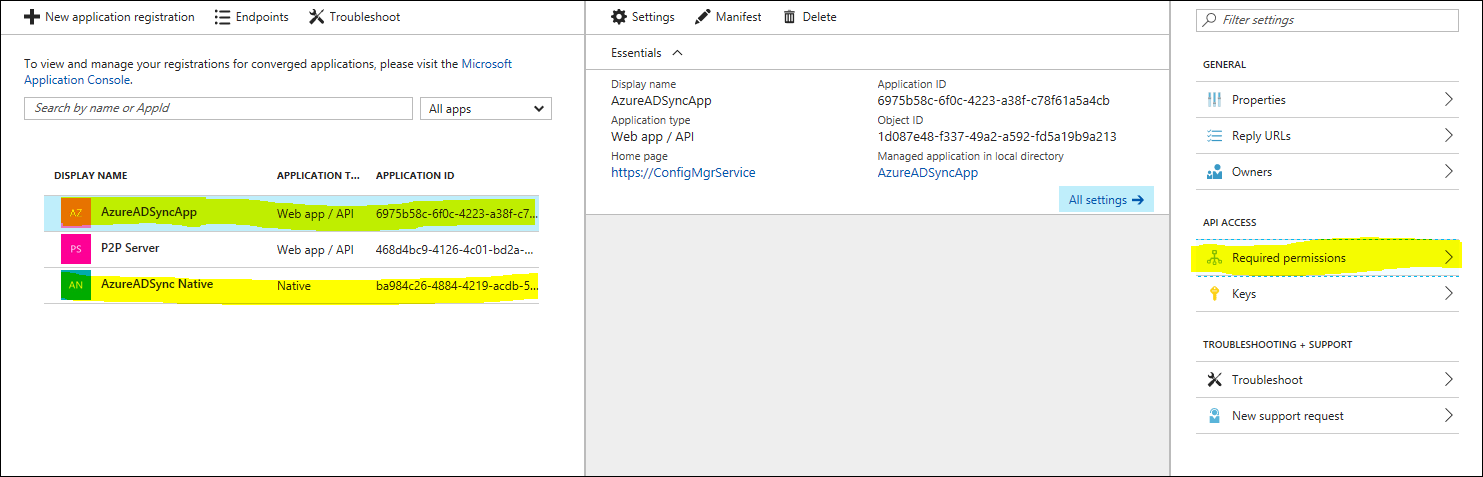 New application registration
Endpoints
Troubleshoot
To view and manage your registrations for converged applications, please visit the Microsoft
Application Console.
Search by name or AppId
All apps
DISPLAY NAME
APPLICATION T...
APPLICATION ID
AZ
AzureADSyncApp
Web app / API
6975b58c-6f0c-4223-a38f-c7...
PS
P2P Server
Web app / API
468d4bc9-4126-4c01-bd2a-...
AN
AzureADSync Native
Native
ba984c26-4884-4219-acdb-5...
Settings
Manifest
Delete
Essentials
Display name
AzureADSyncApp
Application type
Web app / API
Home page
https://ConfigMgrService
Application ID
6975b58c-6f0c-4223-a38f-c78f61a5a4cb
Object ID
1d087e48-f337-49a2-a592-fd5a19b9a213
Managed application in local directory
AzureADSyncApp
All settings
Filter settings
GENERAL
Properties
Reply URLs
Owners
API ACCESS
Required permissions
Keys
TROUBLESHOOTING + SUPPORT
Troubleshoot
New support request